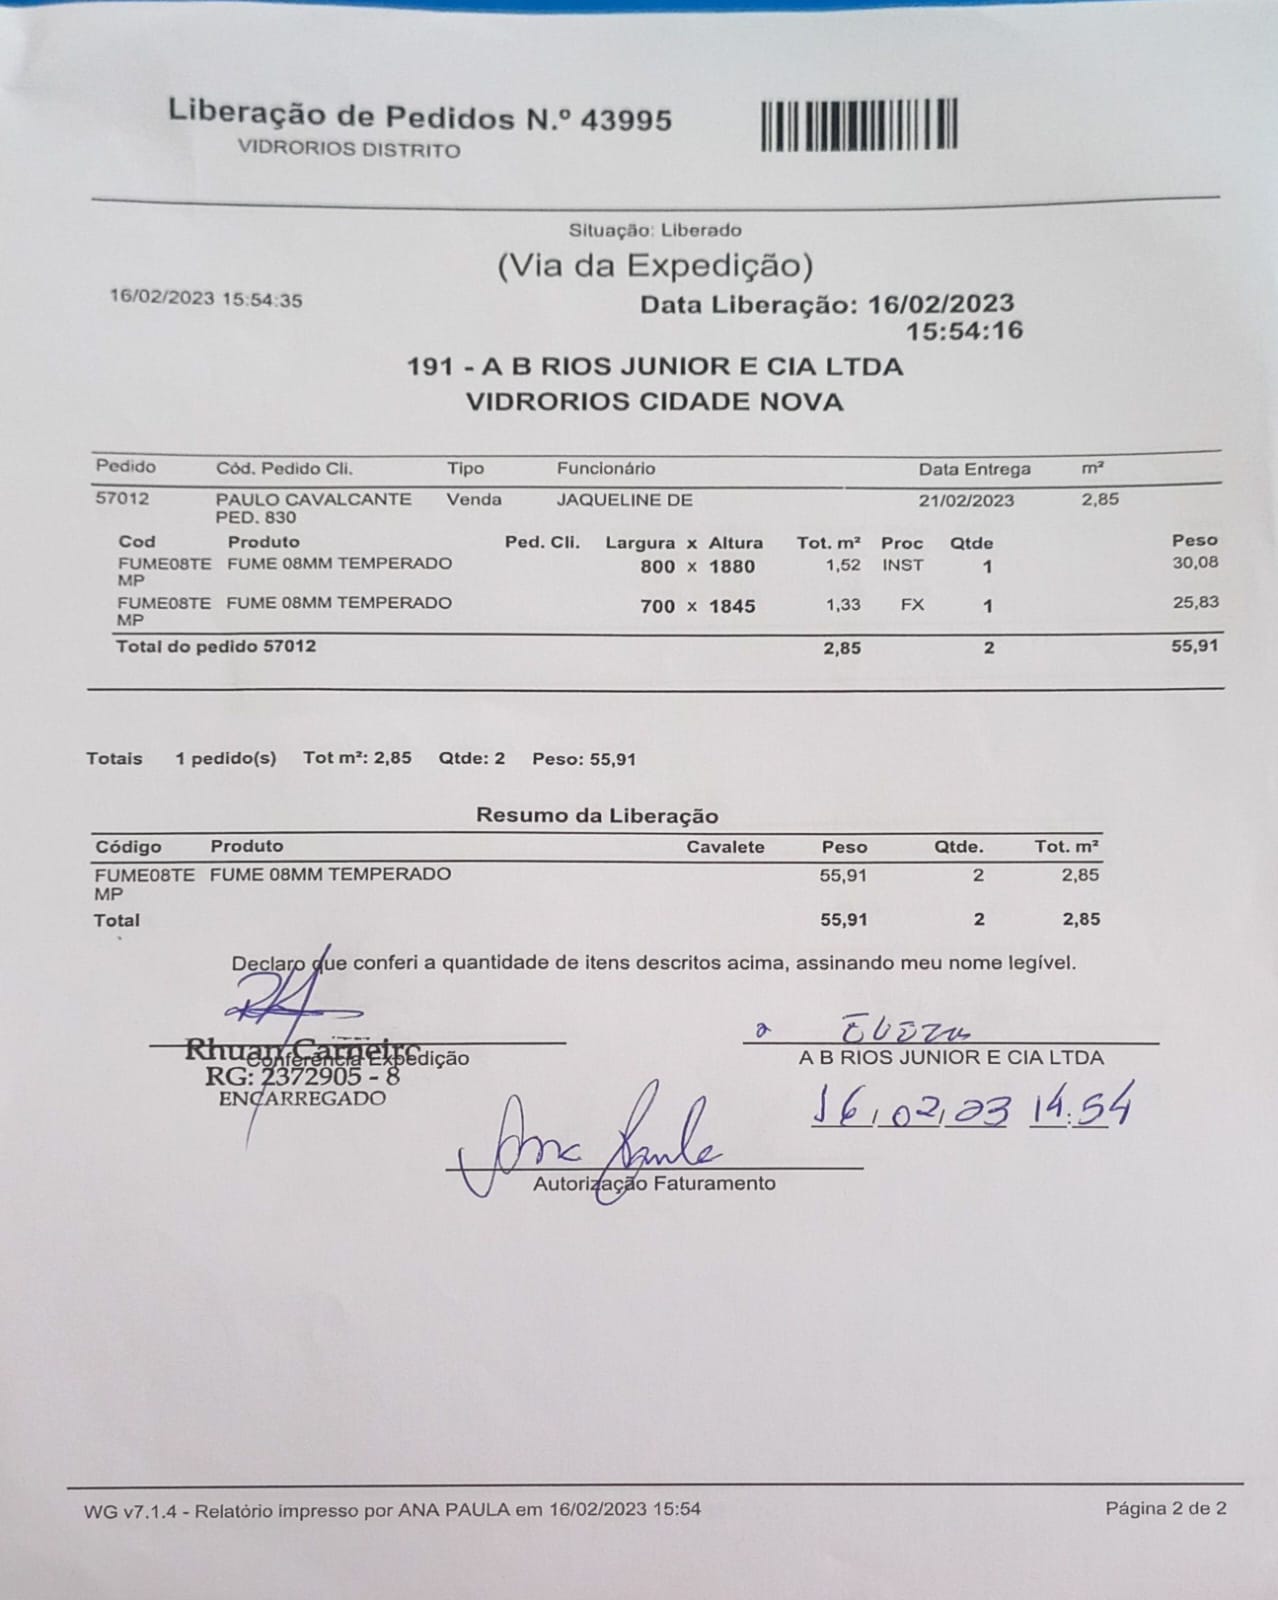 Liberação de Pedidos N.º 43995
VIDRORIOS DISTRITO
Situação: Liberado
(Via da Expedição)
16/02/2023 15:54:35
Data Liberação: 16/02/2023
15:54:16
191 - A B RIOS JUNIOR E CIA LTDA
VIDRORIOS CIDADE NOVA
Pedido Cód. Pedido Cli. Tipo Funcionário Data Entrega m²
57012 PAULO CAVALCANTE Venda JAQUELINE DE 21/02/2023 2,85
PED. 830
Cod Produto Ped. Cli. Largura x Altura Tot. m² Proc Qtde Peso
FUME08TE FUME 08MM TEMPERADO 800 x 1880 1,52 INST 1 30,08
MP
FUME08TE FUME 08MM TEMPERADO 700 x 1845 1,33 FX 1 25,83
MP
Total do pedido 57012 2,85 2 55,91
Totais 1 pedido(s) Tot m²: 2,85 Qtde: 2 Peso: 55,91
Resumo da Liberação
Código Produto Cavalete Peso Qtde. Tot. m²
FUME08TE FUME 08MM TEMPERADO 55,91 2 2,85
MP
Total 55,91 2 2,85
Declaro que conferi a quantidade de itens descritos acima, assinando meu nome legível.
Rhuan Carneiro
Conferência Expedição
RG: 2372905 - 8
ENCARREGADO
A B RIOS JUNIOR E CIA LTDA
16,02,23 14:54
Ana Paula
Autorização Faturamento
WG v7.1.4 - Relatório impresso por ANA PAULA em 16/02/2023 15:54
Página 2 de 2